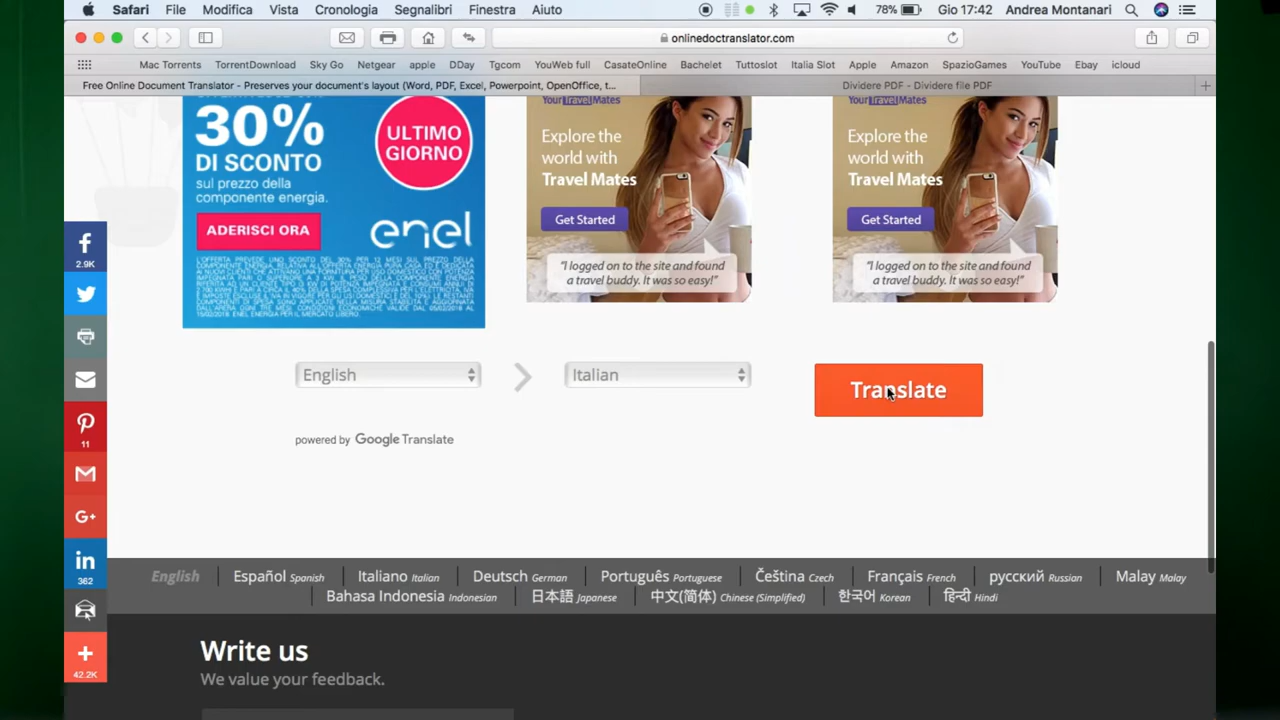 Safari File Modifica Vista Cronologia Segnalibri Finestra Aiuto 78% Gio 17:42 Andrea Montanari
onlinedoctranslator.com
Mac Torrents TorrentDownload Sky Go Netgear apple DDay Tgcom YouWeb full CasateOnline Bachelet Tuttoslot Italia Slot Apple Amazon SpazioGames YouTube Ebay icloud
Free Online Document Translator - Preserves your document's layout (Word, PDF, Excel, Powerpoint, OpenOffice, t...
Dividere PDF - Dividere file PDF
30%
DI SCONTO
sul prezzo della
componente energia.
ADERISCI ORA
ULTIMO
GIORNO
enel
YourTravelMates
Explore the
world with
Travel Mates
Get Started
"I logged on to the site and found
a travel buddy. It was so easy!"
YourTravelMates
Explore the
world with
Travel Mates
Get Started
"I logged on to the site and found
a travel buddy. It was so easy!"
2.9K
11
G+
in
362
42.2K
English
Italian
Translate
powered by Google Translate
English Español Spanish Italiano Italian Deutsch German Português Portuguese Čeština Czech Français French русский Russian Malay Malay
Bahasa Indonesia Indonesian 日本語 Japanese 中文(简体) Chinese (Simplified) 한국어 Korean हिन्दी Hindi
Write us
We value your feedback.